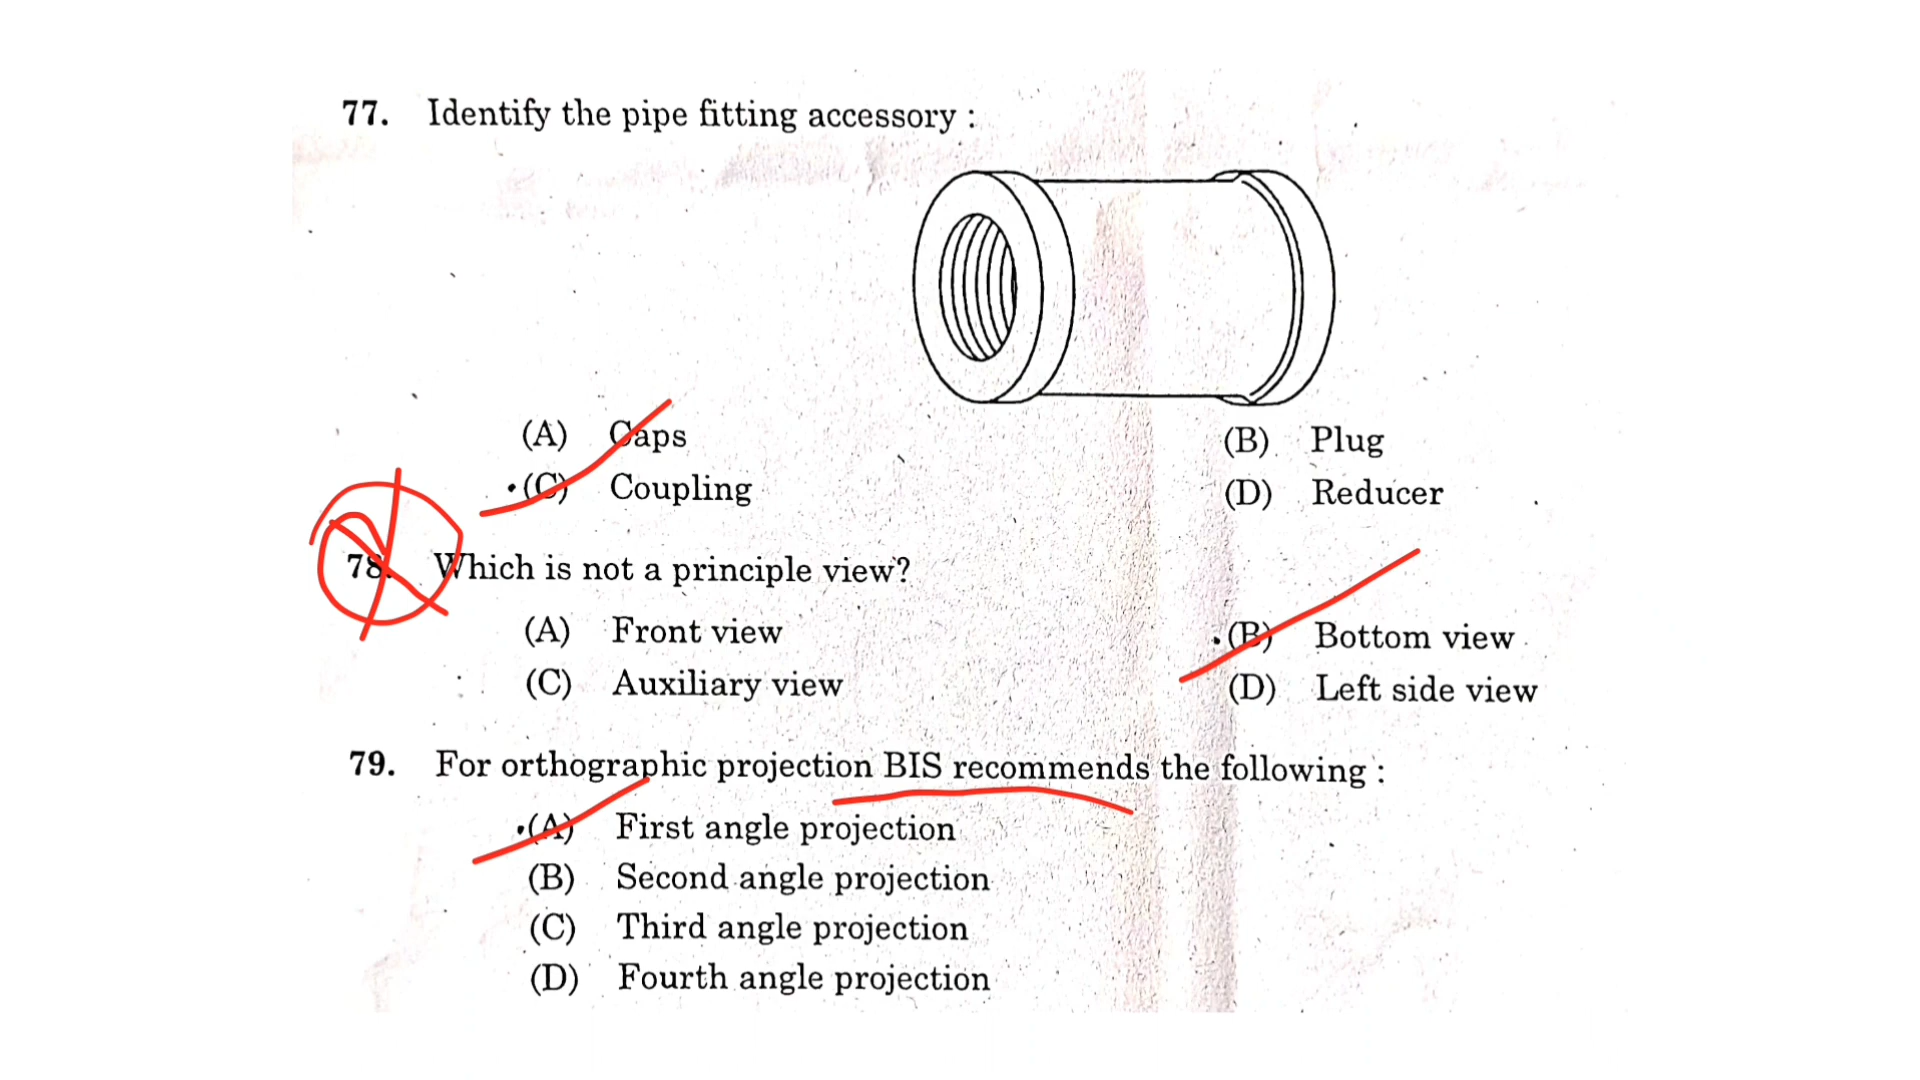 77. Identify the pipe fitting accessory :
(A) Caps (B) Plug
(C) Coupling (D) Reducer
78. Which is not a principle view?
(A) Front view (B) Bottom view
(C) Auxiliary view (D) Left side view
79. For orthographic projection BIS recommends the following :
(A) First angle projection
(B) Second angle projection
(C) Third angle projection
(D) Fourth angle projection